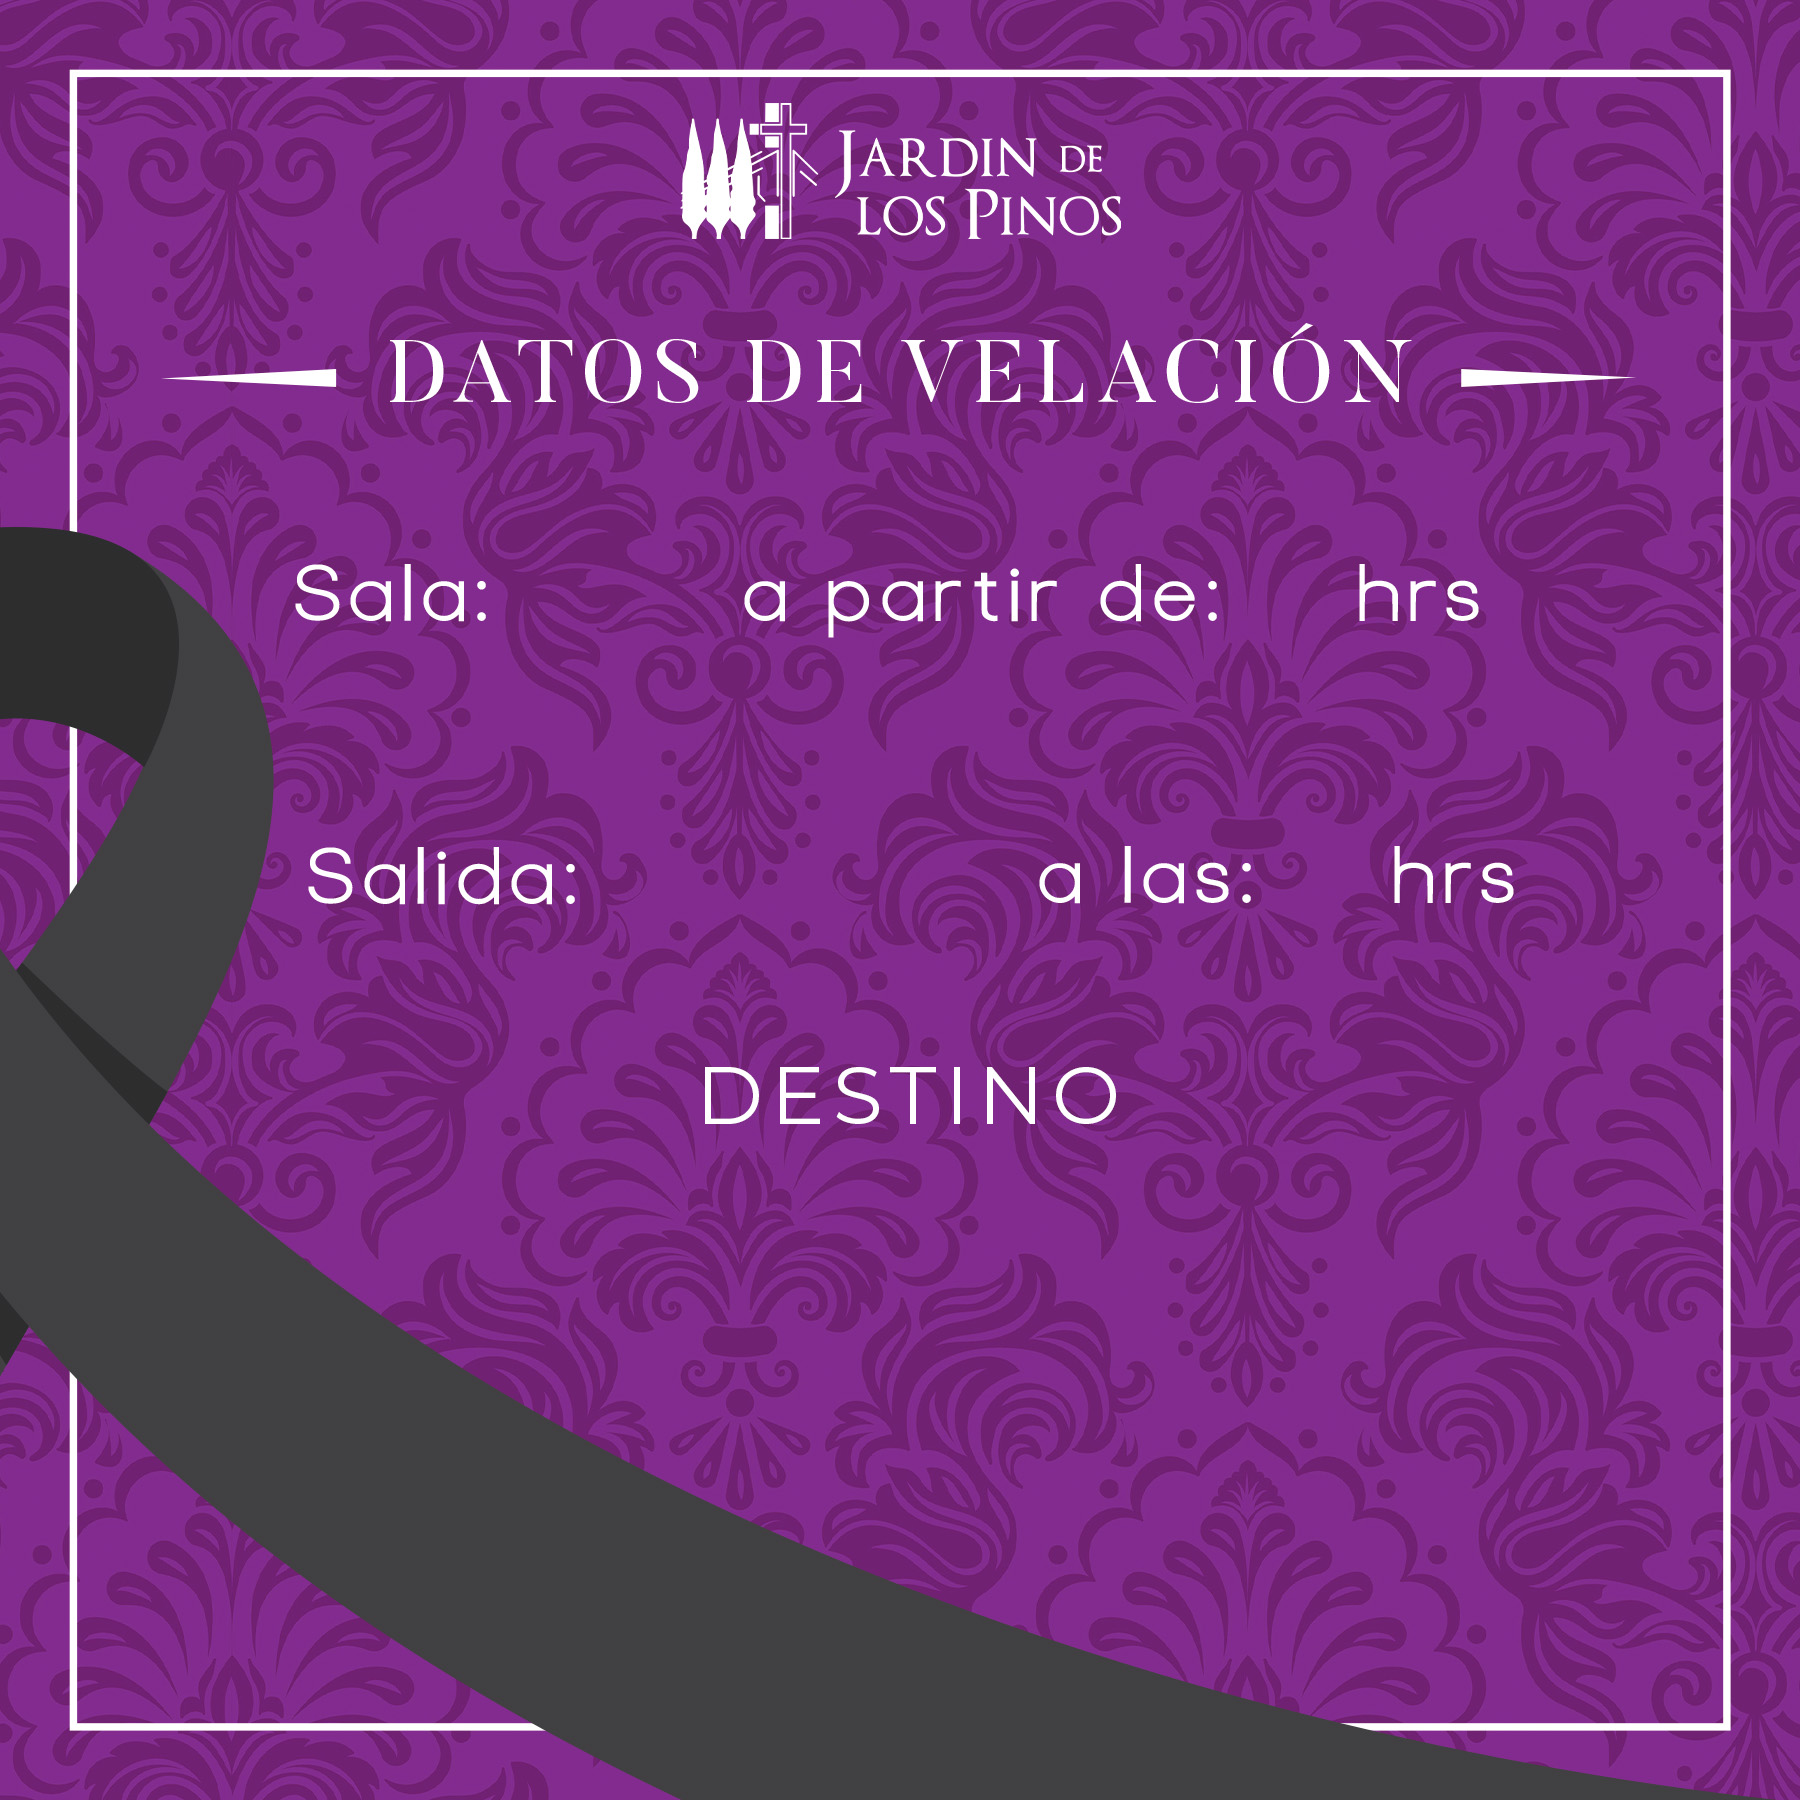 JARDIN DE
LOS PINOS
DATOS DE VELACIÓN
Sala: a partir de: hrs
Salida: a las: hrs
DESTINO